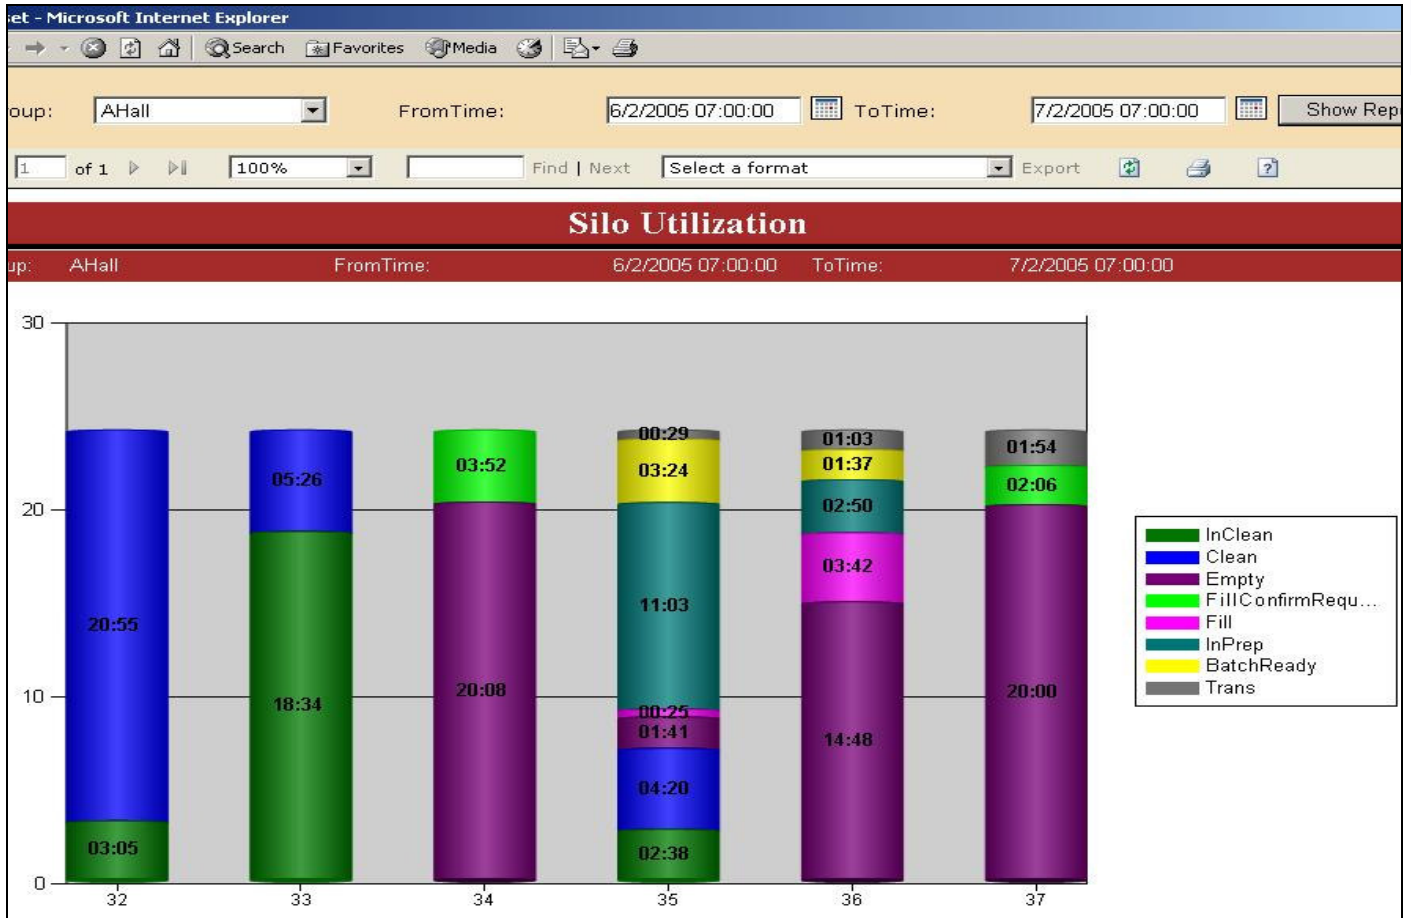 set - Microsoft Internet Explorer
Search Favorites Media
oup: AHall FromTime: 6/2/2005 07:00:00 ToTime: 7/2/2005 07:00:00 Show Repo
1 of 1 100% Find | Next Select a format Export
Silo Utilization
up: AHall FromTime: 6/2/2005 07:00:00 ToTime: 7/2/2005 07:00:00
30
00:29 01:03 01:54
05:26 03:52 03:24 01:37 02:06
20 02:50
03:42
20:55 11:03
10 18:34 20:08 00:25 20:00
01:41 14:48
04:20
03:05 02:38
0
32 33 34 35 36 37
InClean
Clean
Empty
FillConfirmRequ...
Fill
InPrep
BatchReady
Trans